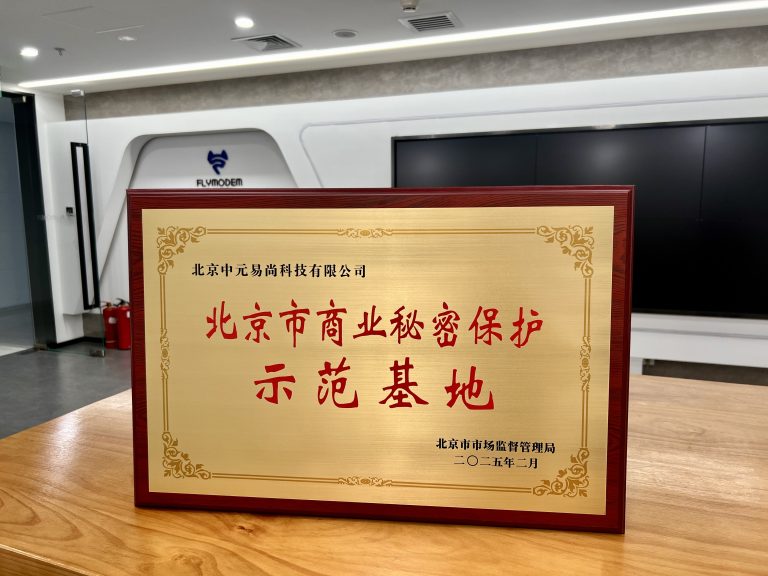 FLYMODEM
北京中元易尚科技有限公司
北京市商业秘密保护
示范基地
北京市市场监督管理局
二〇二五年二月